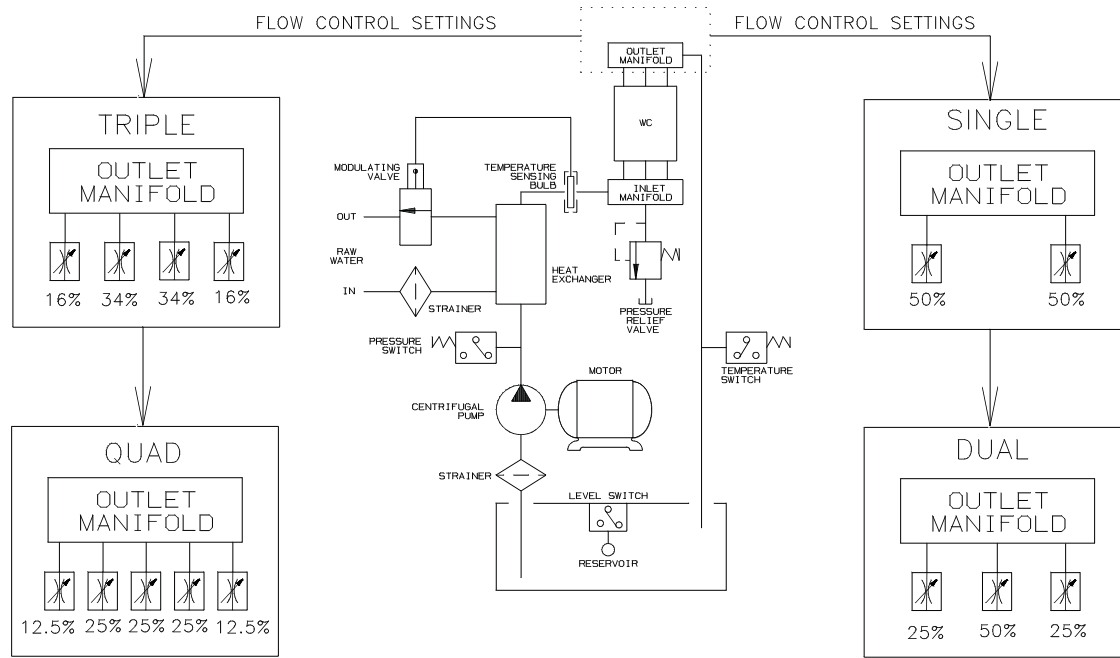 FLOW CONTROL SETTINGS
FLOW CONTROL SETTINGS
OUTLET
MANIFOLD
WC
INLET
MANIFOLD
MODULATING
VALVE
TEMPERATURE
SENSING
BULB
OUT
RAW
WATER
IN
STRAINER
HEAT
EXCHANGER
PRESSURE
RELIEF
VALVE
PRESSURE
SWITCH
TEMPERATURE
SWITCH
MOTOR
CENTRIFUGAL
PUMP
STRAINER
LEVEL SWITCH
RESERVOIR
TRIPLE
OUTLET
MANIFOLD
16% 34% 34% 16%
QUAD
OUTLET
MANIFOLD
12.5% 25% 25% 25% 12.5%
SINGLE
OUTLET
MANIFOLD
50% 50%
DUAL
OUTLET
MANIFOLD
25% 50% 25%